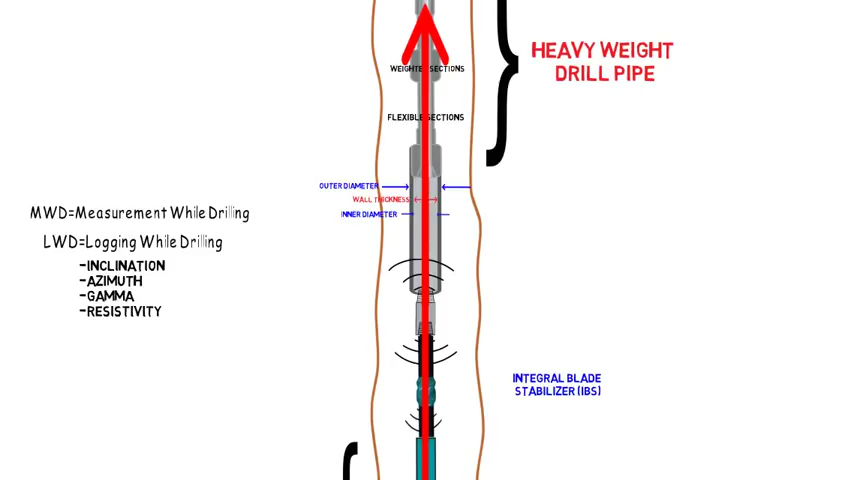 HEAVY WEIGHT
DRILL PIPE
WEIGHTED SECTIONS
FLEXIBLE SECTIONS
OUTER DIAMETER
WALL THICKNESS
INNER DIAMETER
MWD=Measurement While Drilling
LWD=Logging While Drilling
-INCLINATION
-AZIMUTH
-GAMMA
-RESISTIVITY
INTEGRAL BLADE
STABILIZER (IBS)